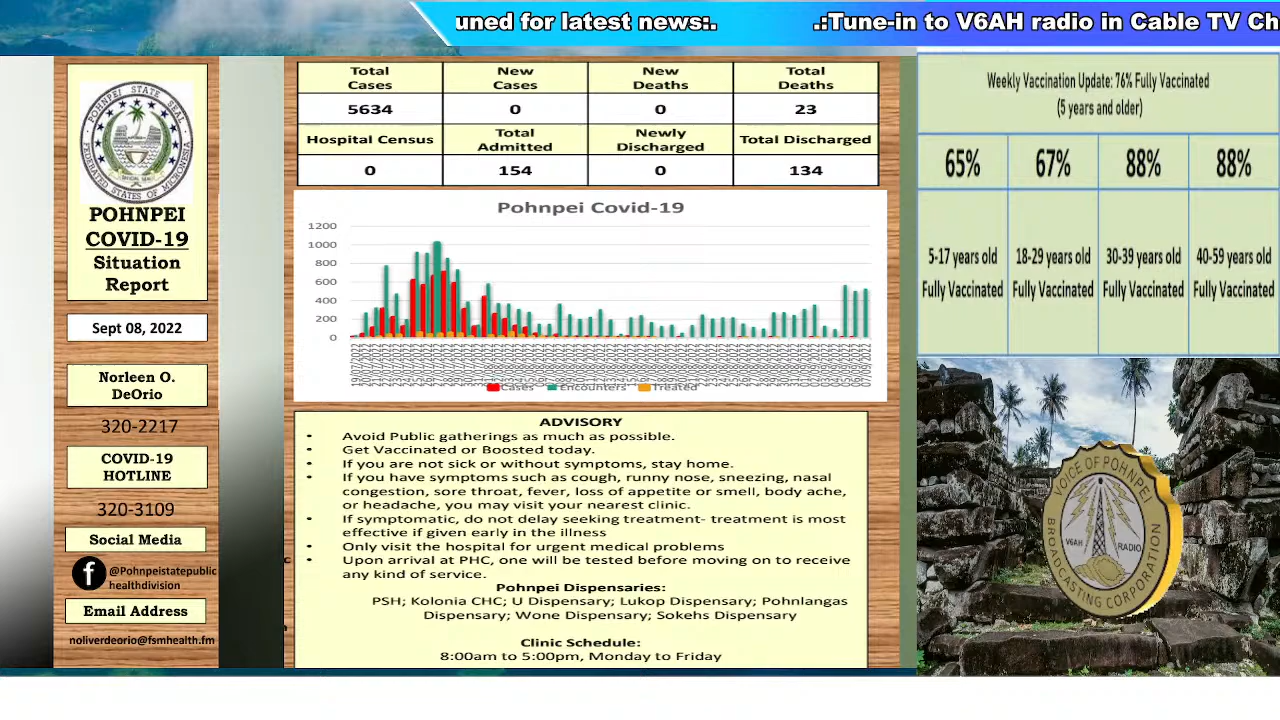 uned for latest news:.
.:Tune-in to V6AH radio in Cable TV Ch
POHNPEI STATE SEAL
FEDERATED STATES OF MICRONESIA
POHNPEI
COVID-19
Situation
Report
Sept 08, 2022
Norleen O.
DeOrio
320-2217
COVID-19
HOTLINE
320-3109
Social Media
@Pohnpeistatepublic
healthdivision
Email Address
noliverdeorio@fsmhealth.fm
Total Cases
New Cases
New Deaths
Total Deaths
5634
0
0
23
Hospital Census
Total Admitted
Newly Discharged
Total Discharged
0
154
0
134
Pohnpei Covid-19
1200
1000
800
600
400
200
0
Cases
Encounters
Treated
ADVISORY
• Avoid Public gatherings as much as possible.
• Get Vaccinated or Boosted today.
• If you are not sick or without symptoms, stay home.
• If you have symptoms such as cough, runny nose, sneezing, nasal
congestion, sore throat, fever, loss of appetite or smell, body ache,
or headache, you may visit your nearest clinic.
• If symptomatic, do not delay seeking treatment- treatment is most
effective if given early in the illness
• Only visit the hospital for urgent medical problems
• Upon arrival at PHC, one will be tested before moving on to receive
any kind of service.
Pohnpei Dispensaries:
PSH; Kolonia CHC; U Dispensary; Lukop Dispensary; Pohnlangas
Dispensary; Wone Dispensary; Sokehs Dispensary
Clinic Schedule:
8:00am to 5:00pm, Monday to Friday
Weekly Vaccination Update: 76% Fully Vaccinated
(5 years and older)
65%
67%
88%
88%
5-17 years old
Fully Vaccinated
18-29 years old
Fully Vaccinated
30-39 years old
Fully Vaccinated
40-59 years old
Fully Vaccinated
VOICE OF POHNPEI
V6AH RADIO
BROADCASTING CORPORATION